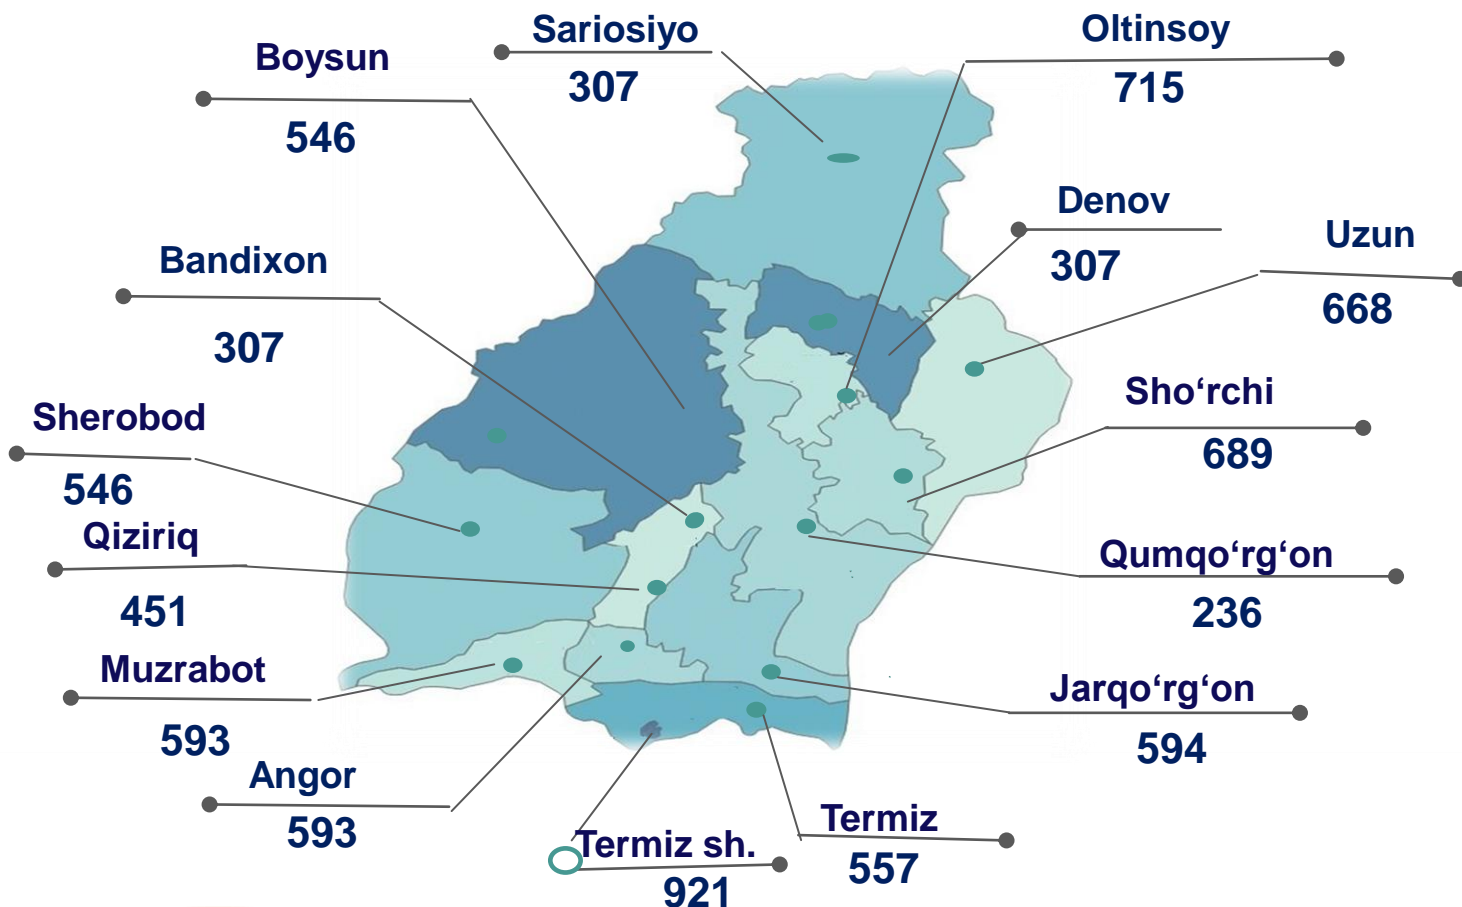 Sariosiyo
307
Oltinsoy
715
Boysun
546
Denov
307
Uzun
668
Bandixon
307
Sho‘rchi
689
Sherobod
546
Qiziriq
451
Qumqo‘rg‘on
236
Muzrabot
593
Jarqo‘rg‘on
594
Angor
593
Termiz sh.
921
Termiz
557